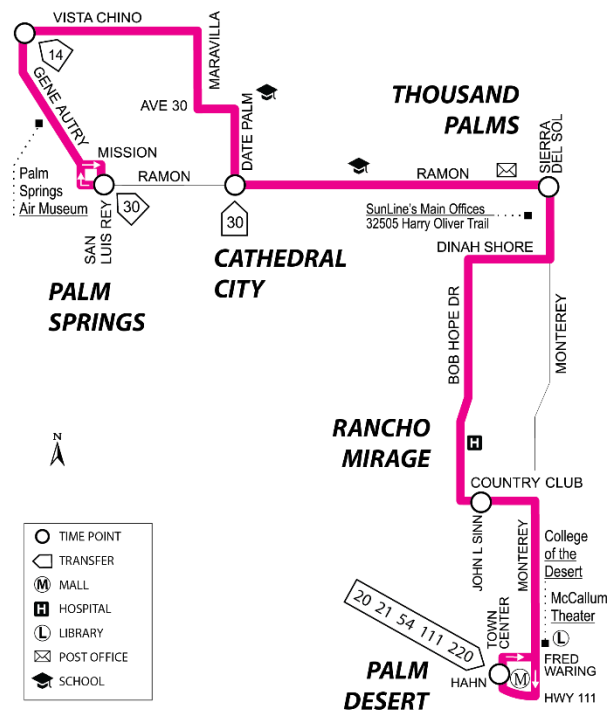 VISTA CHINO
14
GENE AUTRY
MARAVILLA
AVE 30
DATE PALM
THOUSAND
PALMS
SIERRA
DEL SOL
MISSION
RAMON
RAMON
Palm
Springs
Air Museum
30
30
SAN
LUIS REY
SunLine's Main Offices
32505 Harry Oliver Trail
DINAH SHORE
CATHEDRAL
CITY
PALM
SPRINGS
BOB HOPE DR
MONTEREY
RANCHO
MIRAGE
N
H
COUNTRY CLUB
JOHN L SINN
MONTEREY
College
of the
Desert
McCallum
Theater
L
20 21 54 111 220
TOWN
CENTER
FRED
WARING
HAHN
M
HWY 111
PALM
DESERT
TIME POINT
TRANSFER
M MALL
H HOSPITAL
L LIBRARY
POST OFFICE
SCHOOL